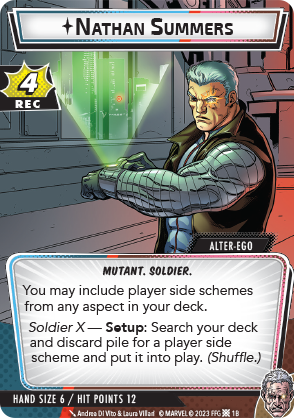 Nathan Summers
4
REC
ALTER-EGO
MUTANT. SOLDIER.
You may include player side schemes
from any aspect in your deck.
Soldier X — Setup: Search your deck
and discard pile for a player side
scheme and put it into play. (Shuffle.)
HAND SIZE 6 / HIT POINTS 12
Andrea Di Vito & Laura Villari © MARVEL © 2023 FFG 18